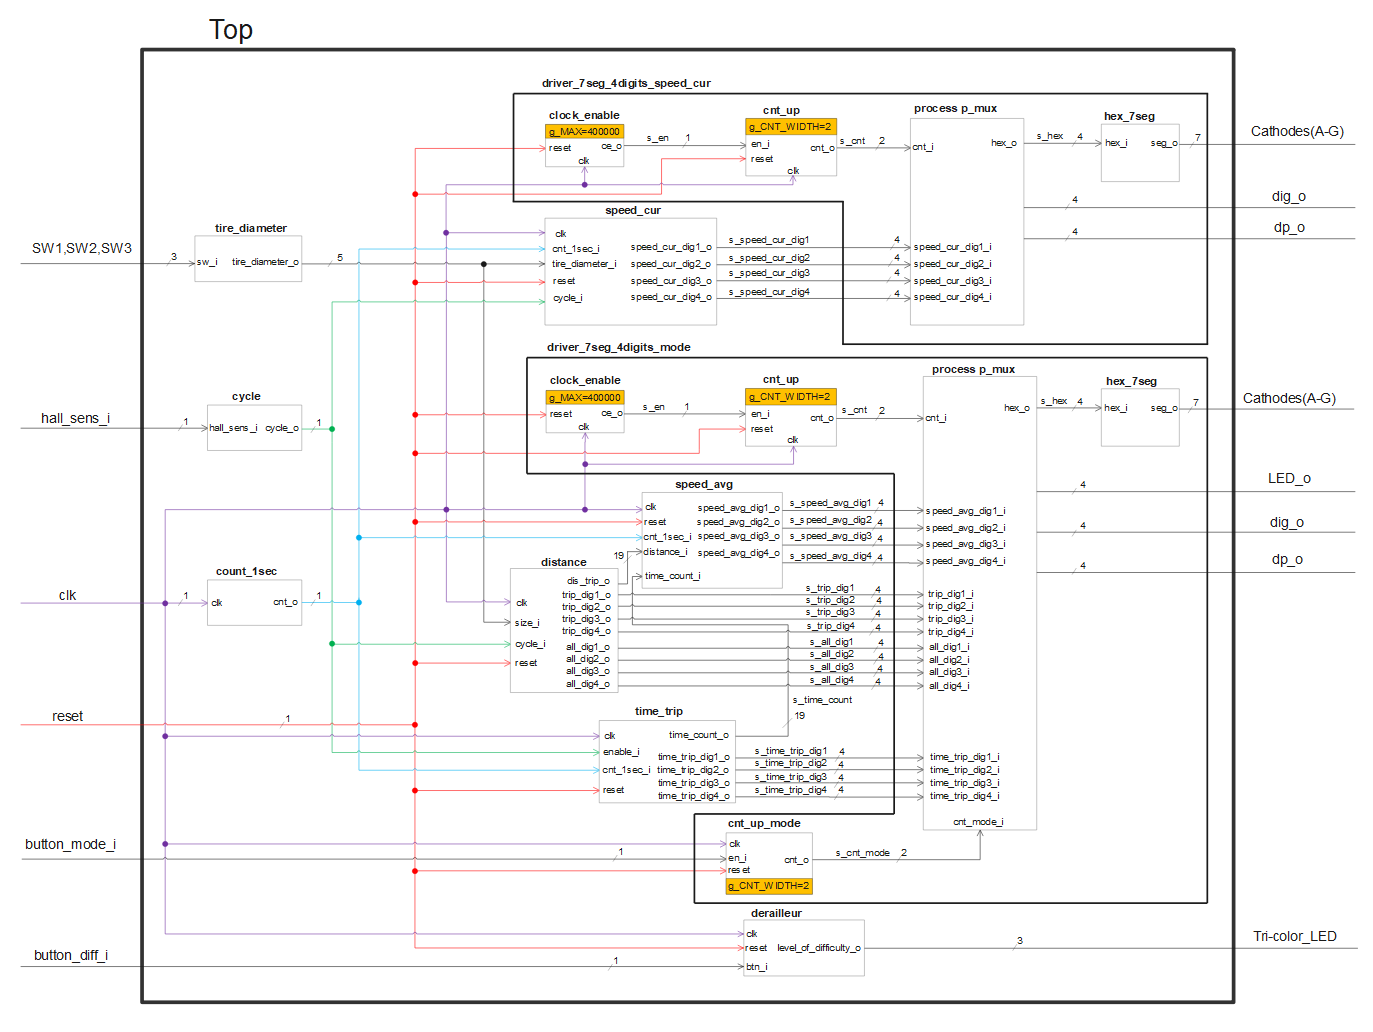 Top
driver_7seg_4digits_speed_cur
clock_enable
g_MAX=400000
reset
ce_o
clk
s_en
1
cnt_up
g_CNT_WIDTH=2
en_i
reset
cnt_o
clk
s_cnt
2
process p_mux
cnt_i
hex_o
s_hex
4
hex_7seg
hex_i
seg_o
7
Cathodes(A-G)
4
dig_o
4
dp_o
SW1,SW2,SW3
3
tire_diameter
sw_i
tire_diameter_o
5
speed_cur
clk
cnt_1sec_i
tire_diameter_i
reset
cycle_i
speed_cur_dig1_o
speed_cur_dig2_o
speed_cur_dig3_o
speed_cur_dig4_o
s_speed_cur_dig1
4
s_speed_cur_dig2
4
s_speed_cur_dig3
4
s_speed_cur_dig4
4
speed_cur_dig1_i
speed_cur_dig2_i
speed_cur_dig3_i
speed_cur_dig4_i
driver_7seg_4digits_mode
clock_enable
g_MAX=400000
reset
ce_o
clk
s_en
1
cnt_up
g_CNT_WIDTH=2
en_i
reset
cnt_o
clk
s_cnt
2
process p_mux
cnt_i
hex_o
s_hex
4
hex_7seg
hex_i
seg_o
7
Cathodes(A-G)
4
LED_o
4
dig_o
4
dp_o
hall_sens_i
1
cycle
hall_sens_i
cycle_o
1
speed_avg
clk
reset
cnt_1sec_i
distance_i
time_count_i
speed_avg_dig1_o
speed_avg_dig2_o
speed_avg_dig3_o
speed_avg_dig4_o
s_speed_avg_dig1
4
s_speed_avg_dig2
4
s_speed_avg_dig3
4
s_speed_avg_dig4
4
speed_avg_dig1_i
speed_avg_dig2_i
speed_avg_dig3_i
speed_avg_dig4_i
clk
1
count_1sec
clk
cnt_o
1
distance
19
clk
size_i
cycle_i
reset
dis_trip_o
trip_dig1_o
trip_dig2_o
trip_dig3_o
trip_dig4_o
all_dig1_o
all_dig2_o
all_dig3_o
all_dig4_o
s_trip_dig1
4
s_trip_dig2
4
s_trip_dig3
4
s_trip_dig4
4
s_all_dig1
4
s_all_dig2
4
s_all_dig3
4
s_all_dig4
4
trip_dig1_i
trip_dig2_i
trip_dig3_i
trip_dig4_i
all_dig1_i
all_dig2_i
all_dig3_i
all_dig4_i
s_time_count
19
reset
1
time_trip
clk
enable_i
cnt_1sec_i
reset
time_count_o
time_trip_dig1_o
time_trip_dig2_o
time_trip_dig3_o
time_trip_dig4_o
s_time_trip_dig1
4
s_time_trip_dig2
4
s_time_trip_dig3
4
s_time_trip_dig4
4
time_trip_dig1_i
time_trip_dig2_i
time_trip_dig3_i
time_trip_dig4_i
cnt_mode_i
button_mode_i
1
cnt_up_mode
clk
en_i
reset
cnt_o
g_CNT_WIDTH=2
s_cnt_mode
2
derailleur
clk
reset
btn_i
level_of_difficulty_o
3
Tri-color_LED
button_diff_i
1